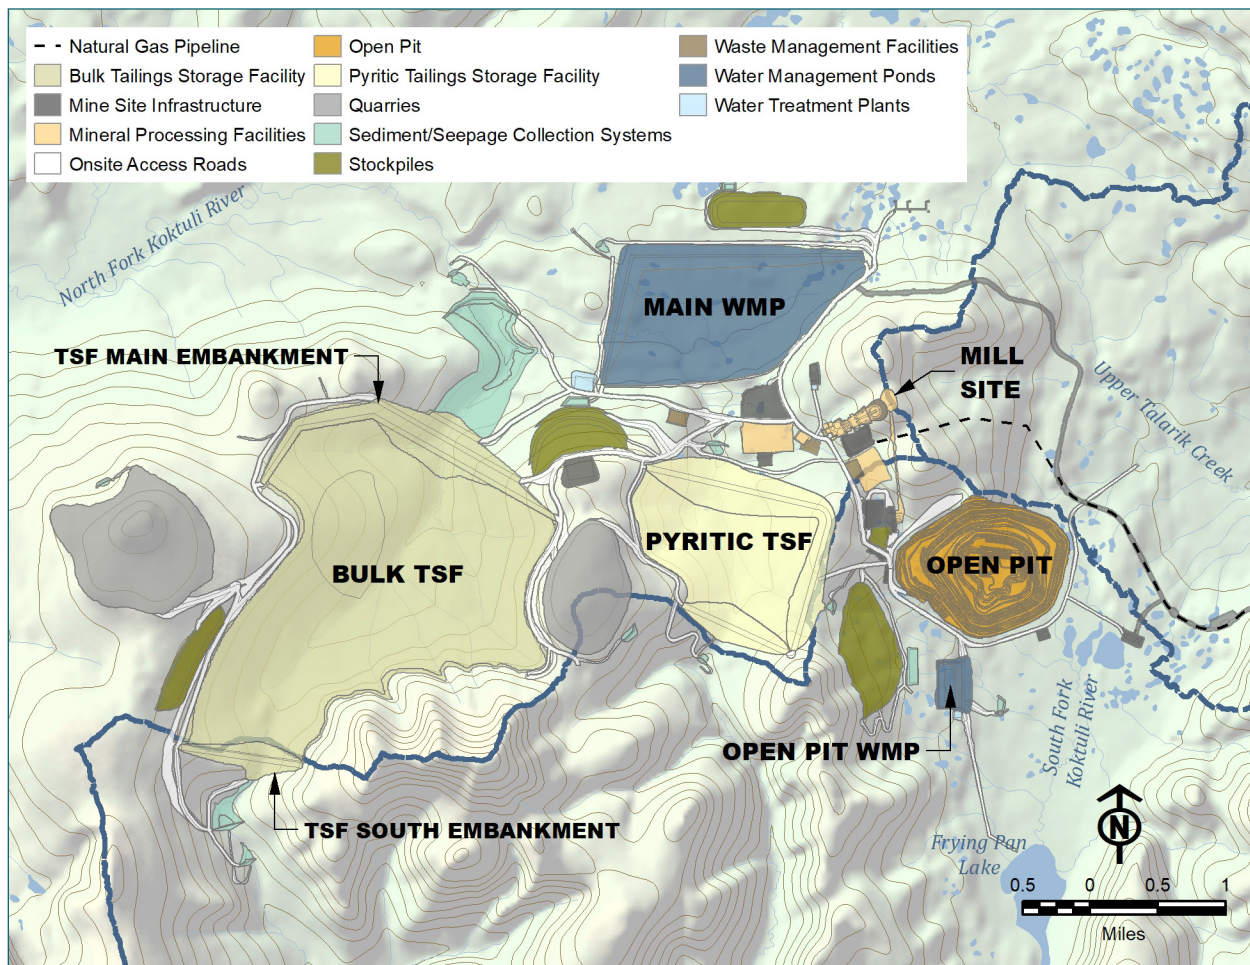 Natural Gas Pipeline
Bulk Tailings Storage Facility
Mine Site Infrastructure
Mineral Processing Facilities
Onsite Access Roads
Open Pit
Pyritic Tailings Storage Facility
Quarries
Sediment/Seepage Collection Systems
Stockpiles
Waste Management Facilities
Water Management Ponds
Water Treatment Plants
North Fork Koktuli River
MAIN WMP
TSF MAIN EMBANKMENT
MILL
SITE
Upper Talarik Creek
PYRITIC TSF
OPEN PIT
BULK TSF
South Fork
Koktuli River
OPEN PIT WMP
TSF SOUTH EMBANKMENT
Frying Pan
Lake
N
0.5 0 0.5 1
Miles